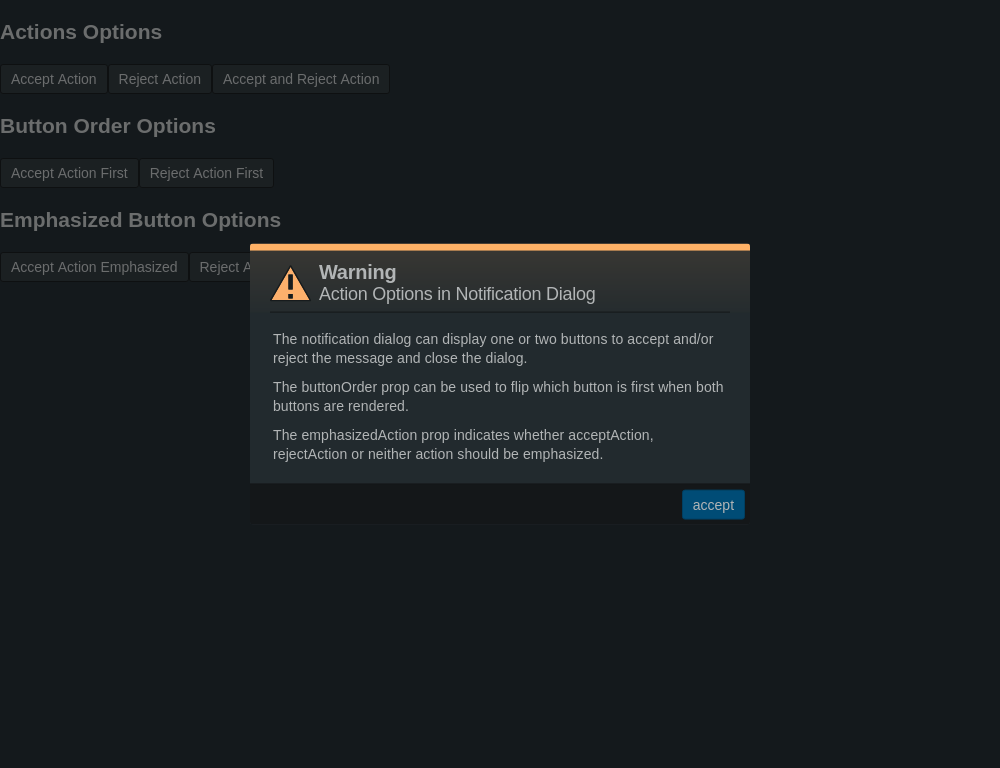 Actions Options
Accept Action Reject Action Accept and Reject Action
Button Order Options
Accept Action First Reject Action First
Emphasized Button Options
Accept Action Emphasized Reject A
Warning
Action Options in Notification Dialog
The notification dialog can display one or two buttons to accept and/or
reject the message and close the dialog.
The buttonOrder prop can be used to flip which button is first when both
buttons are rendered.
The emphasizedAction prop indicates whether acceptAction,
rejectAction or neither action should be emphasized.
accept